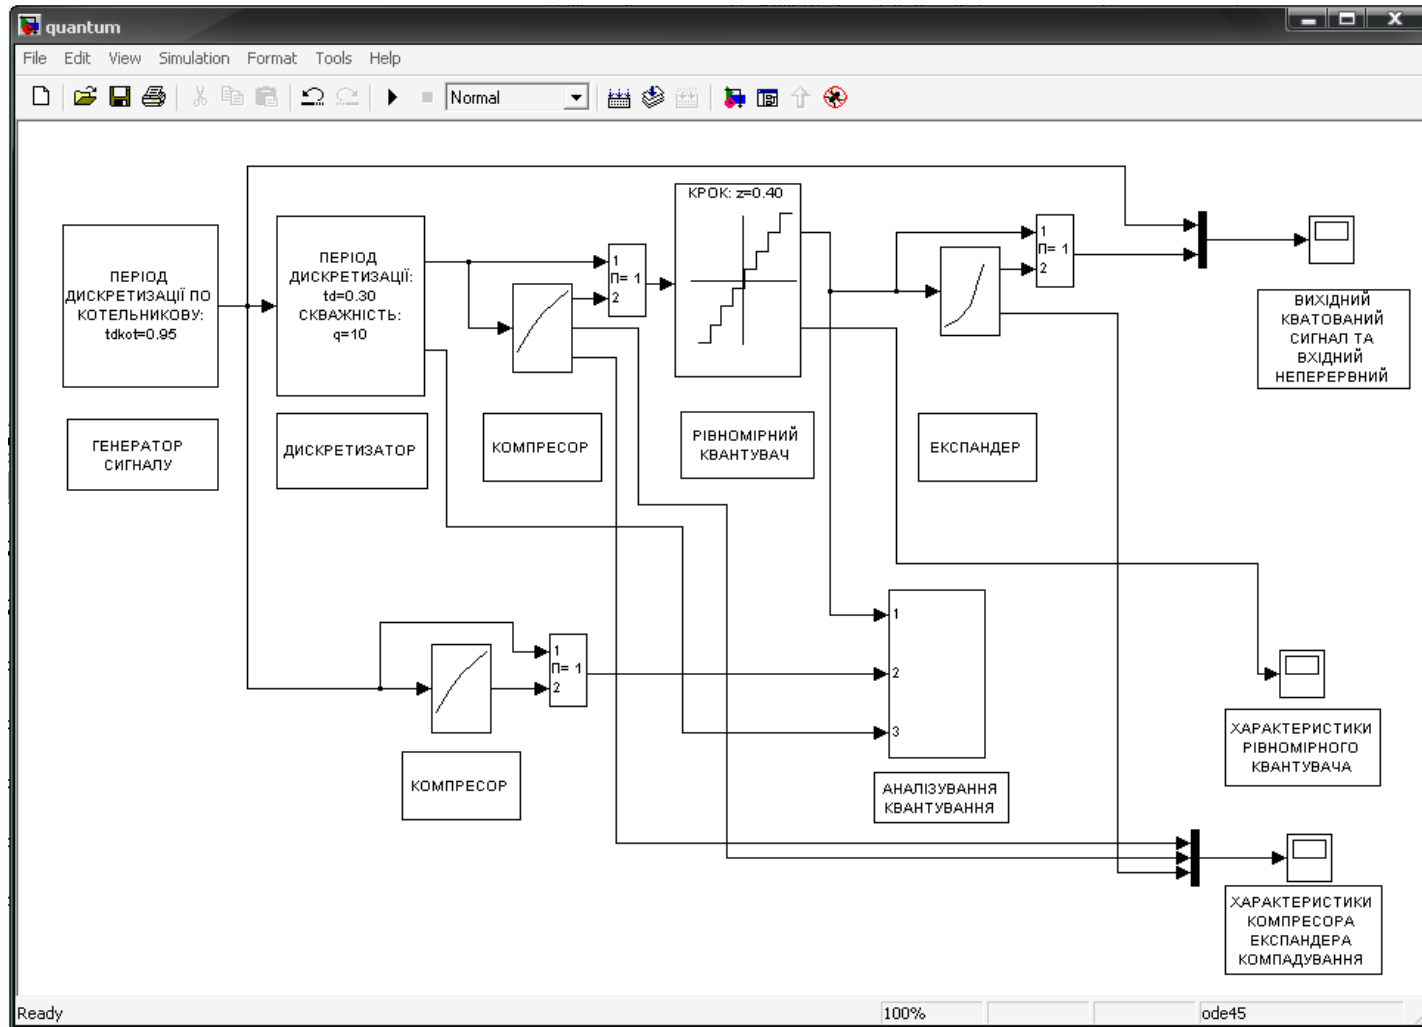 quantum
File Edit View Simulation Format Tools Help
Normal
ПЕРІОД
ДИСКРЕТИЗАЦІЇ ПО
КОТЕЛЬНИКОВУ:
tdkot=0.95
ПЕРІОД
ДИСКРЕТИЗАЦІЇ:
td=0.30
СКВАЖНІСТЬ:
q=10
1
П= 1
2
КРОК: z=0.40
1
П= 1
2
ВИХІДНИЙ
КВАТОВАНИЙ
СИГНАЛ ТА
ВХІДНИЙ
НЕПЕРЕРВНИЙ
ГЕНЕРАТОР
СИГНАЛУ
ДИСКРЕТИЗАТОР
КОМПРЕСОР
РІВНОМІРНИЙ
КВАНТУВАЧ
ЕКСПАНДЕР
1
П= 1
2
1
2
3
КОМПРЕСОР
АНАЛІЗУВАННЯ
КВАНТУВАННЯ
ХАРАКТЕРИСТИКИ
РІВНОМІРНОГО
КВАНТУВАЧА
ХАРАКТЕРИСТИКИ
КОМПРЕСОРА
ЕКСПАНДЕРА
КОМПАДУВАННЯ
Ready 100% ode45